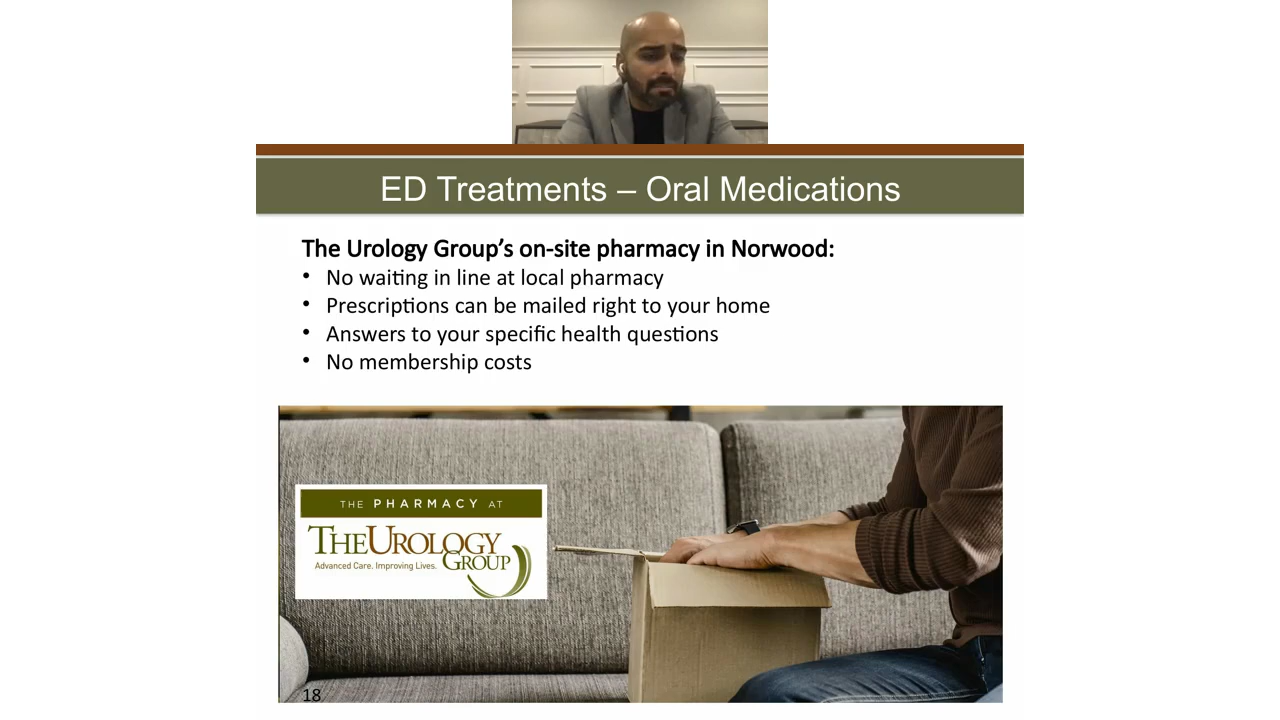 ED Treatments – Oral Medications
The Urology Group’s on-site pharmacy in Norwood:
• No waiting in line at local pharmacy
• Prescriptions can be mailed right to your home
• Answers to your specific health questions
• No membership costs
THE PHARMACY AT
THE UROLOGY
GROUP
Advanced Care. Improving Lives.
18